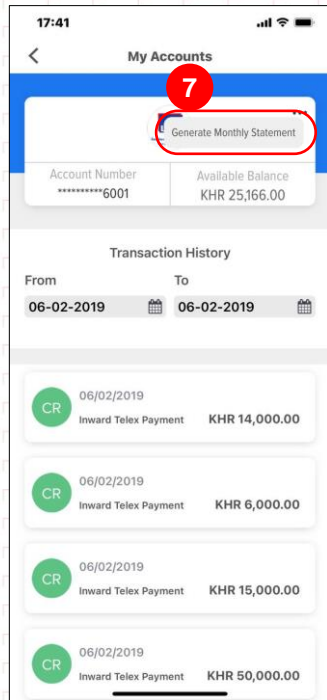 17:41
My Accounts
7
Generate Monthly Statement
Account Number
Available Balance
**********6001
KHR 25,166.00
Transaction History
From
To
06-02-2019
06-02-2019
CR
06/02/2019
Inward Telex Payment
KHR 14,000.00
CR
06/02/2019
Inward Telex Payment
KHR 6,000.00
CR
06/02/2019
Inward Telex Payment
KHR 15,000.00
CR
06/02/2019
Inward Telex Payment
KHR 50,000.00